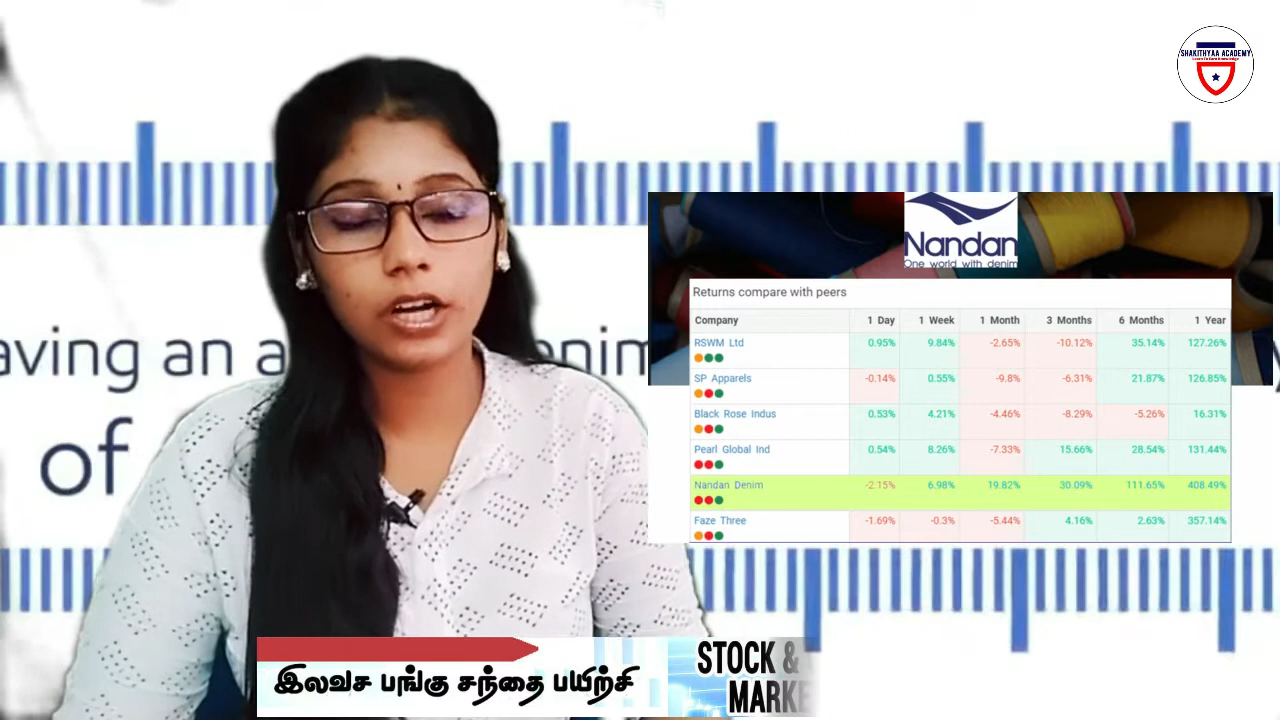 SHAKITHYAA ACADEMY
aving an a
enim
of
Nandan
One world with denim
Returns compare with peers
Company 1 Day 1 Week 1 Month 3 Months 6 Months 1 Year
RSWM Ltd 0.95% 9.84% -2.65% -10.12% 35.14% 127.26%
SP Apparels -0.14% 0.55% -9.8% -6.31% 21.87% 126.85%
Black Rose Indus 0.53% 4.21% -4.46% -8.29% -5.26% 16.31%
Pearl Global Ind 0.54% 8.26% -7.33% 15.66% 28.54% 131.44%
Nandan Denim -2.15% 6.98% 19.82% 30.09% 111.65% 408.49%
Faze Three -1.69% -0.3% -5.44% 4.16% 2.63% 357.14%
இலவச பங்கு சந்தை பயிற்சி
STOCK &
MARKE